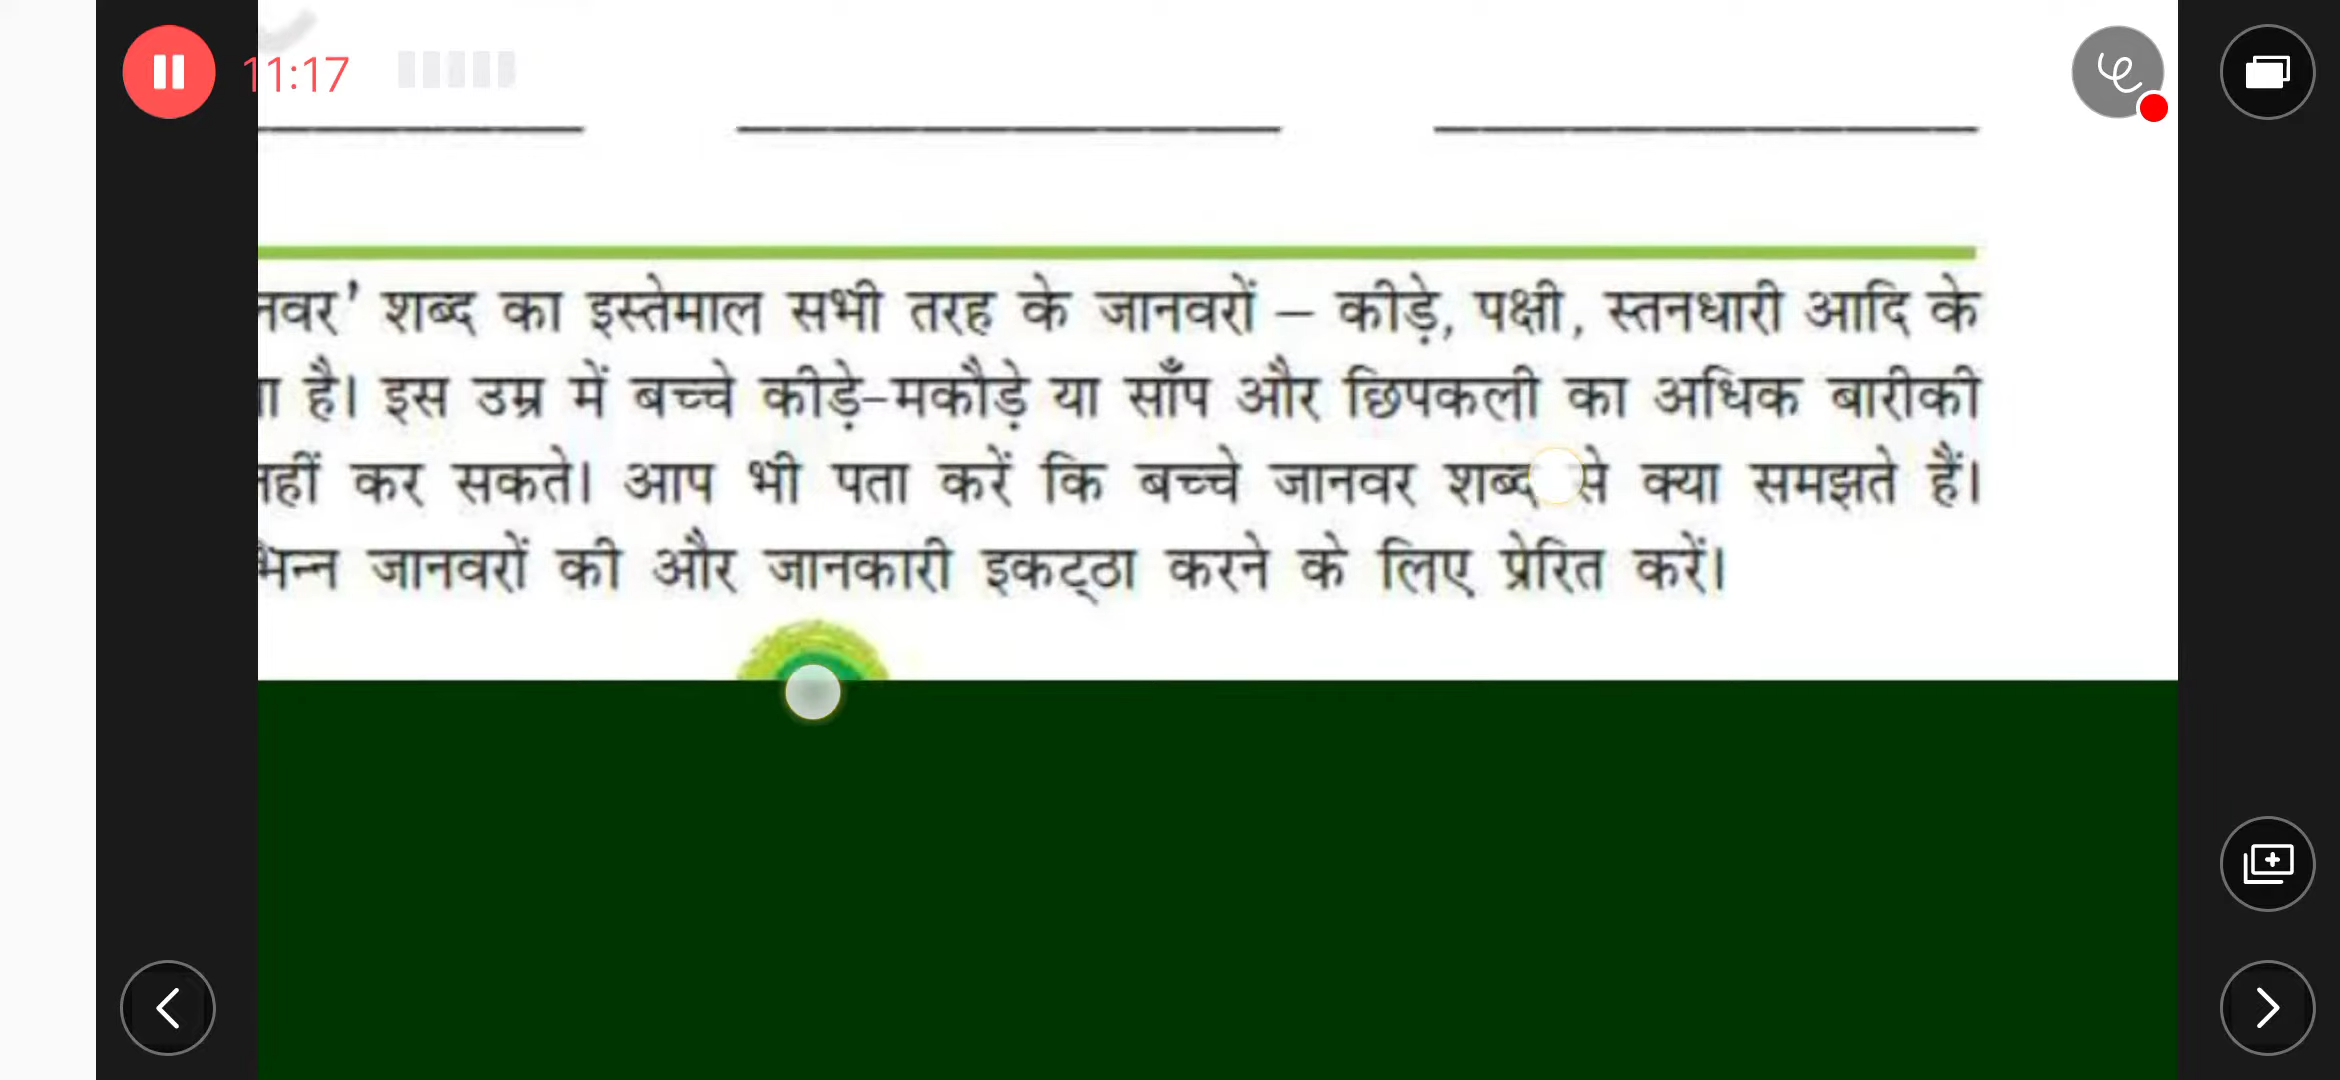 11:17
नवर' शब्द का इस्तेमाल सभी तरह के जानवरों – कीड़े, पक्षी, स्तनधारी आदि के
ा है। इस उम्र में बच्चे कीड़े-मकौड़े या साँप और छिपकली का अधिक बारीकी
नहीं कर सकते। आप भी पता करें कि बच्चे जानवर शब्द से क्या समझते हैं।
भिन्न जानवरों की और जानकारी इकट्ठा करने के लिए प्रेरित करें।